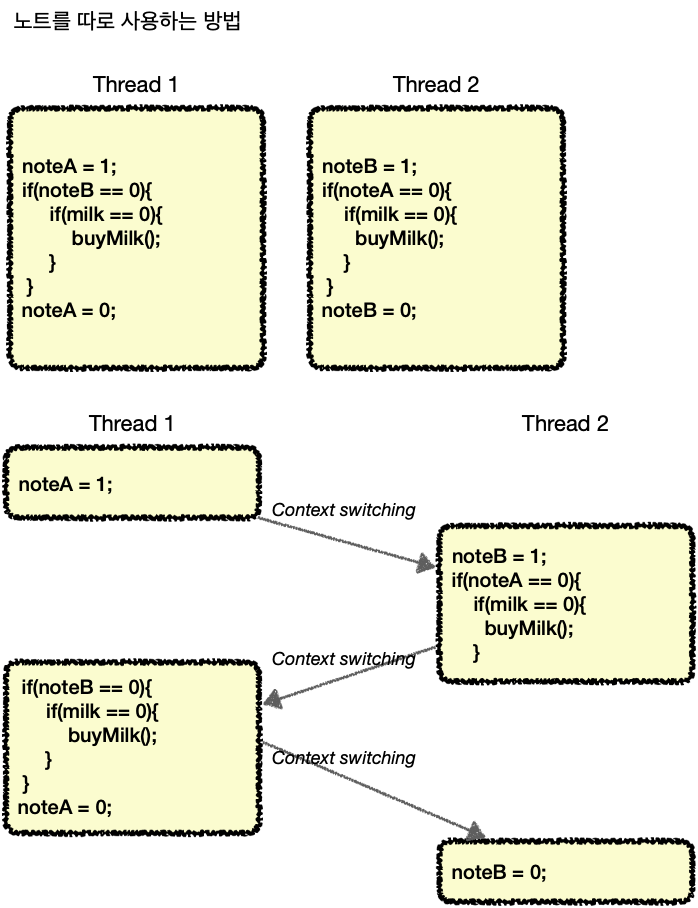 노트를 따로 사용하는 방법
Thread 1
noteA = 1;
if(noteB == 0){
if(milk == 0){
buyMilk();
}
}
noteA = 0;
Thread 2
noteB = 1;
if(noteA == 0){
if(milk == 0){
buyMilk();
}
}
noteB = 0;
Thread 1
Thread 2
noteA = 1;
Context switching
noteB = 1;
if(noteA == 0){
if(milk == 0){
buyMilk();
}
Context switching
if(noteB == 0){
if(milk == 0){
buyMilk();
}
}
noteA = 0;
Context switching
noteB = 0;